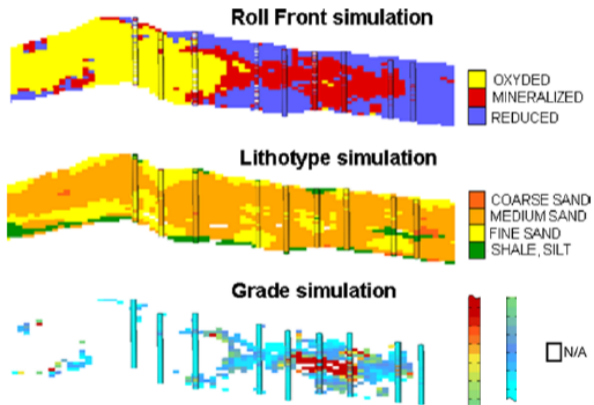 Roll Front simulation
OXYDED
MINERALIZED
REDUCED
Lithotype simulation
COARSE SAND
MEDIUM SAND
FINE SAND
SHALE, SILT
Grade simulation
N/A